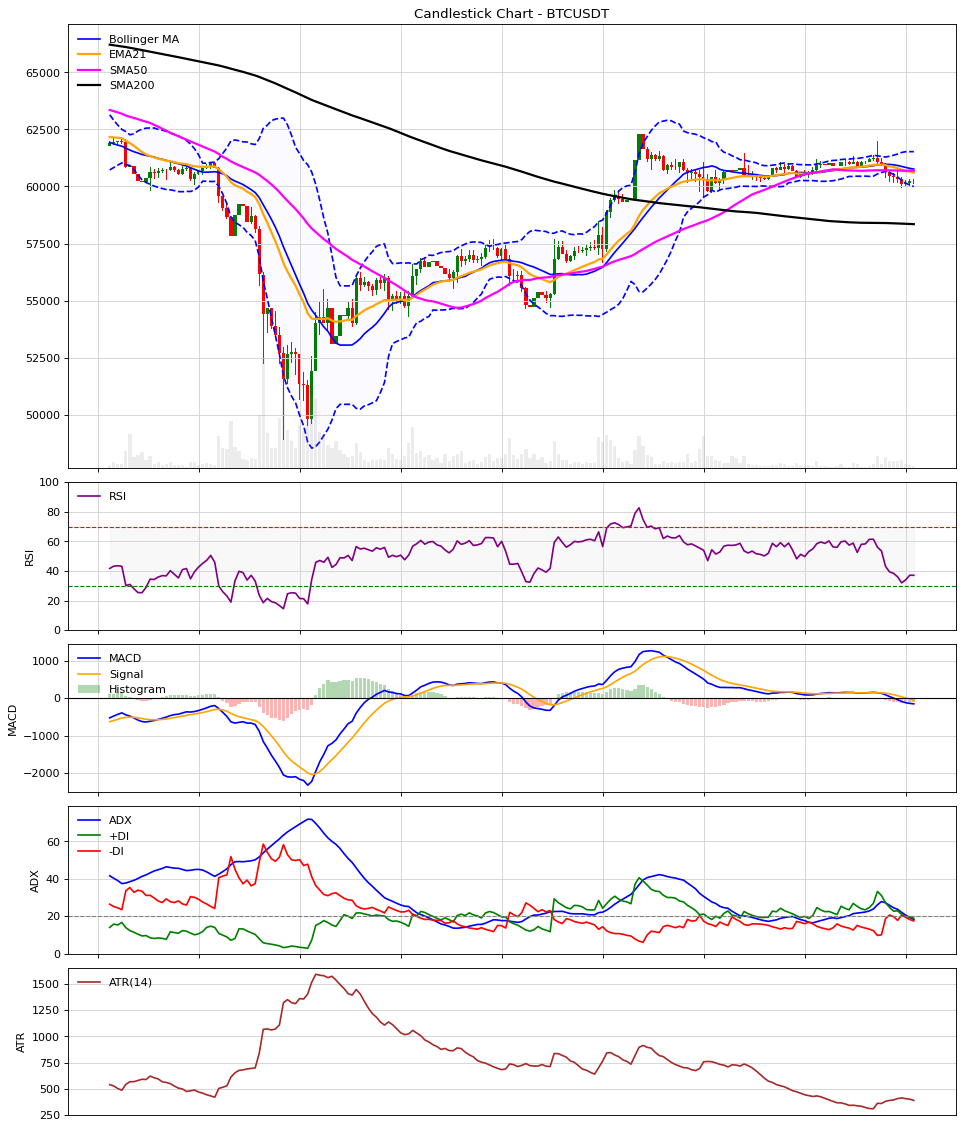 Candlestick Chart - BTCUSDT
Bollinger MA
EMA21
SMA50
SMA200
65000
62500
60000
57500
55000
52500
50000
RSI
RSI
100
80
60
40
20
0
MACD
MACD
Signal
Histogram
1000
0
−1000
−2000
ADX
ADX
+DI
-DI
60
40
20
0
ATR
ATR(14)
1500
1250
1000
750
500
250